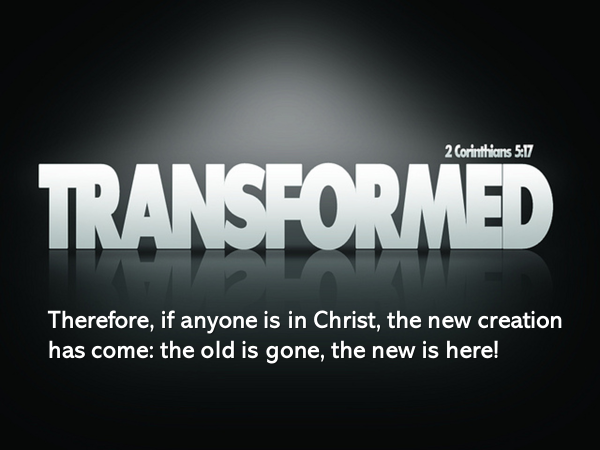 2 Corinthians 5:17
TRANSFORMED
Therefore, if anyone is in Christ, the new creation
has come: the old is gone, the new is here!